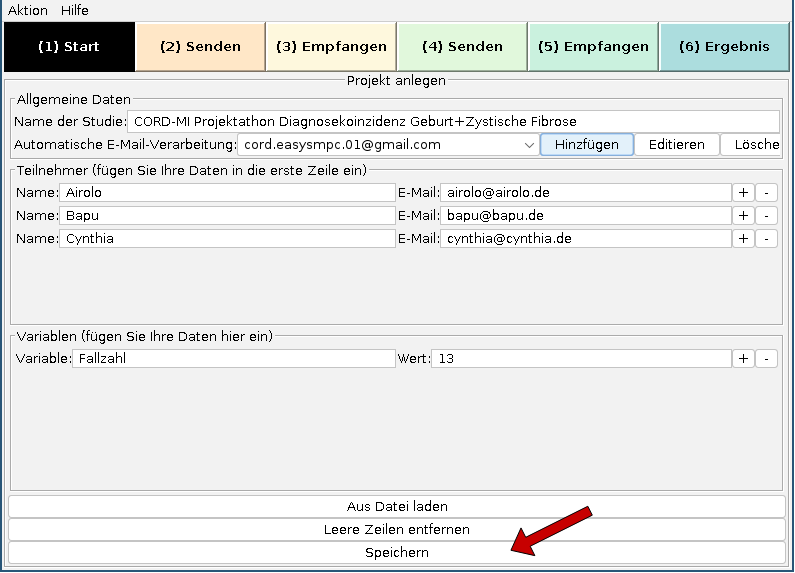 Aktion Hilfe
(1) Start (2) Senden (3) Empfangen (4) Senden (5) Empfangen (6) Ergebnis
Projekt anlegen
Allgemeine Daten
Name der Studie: CORD-MI Projektathon Diagnosekoinzidenz Geburt+Zystische Fibrose
Automatische E-Mail-Verarbeitung: cord.easysmpc.01@gmail.com Hinzufügen Editieren Lösche
Teilnehmer (fügen Sie Ihre Daten in die erste Zeile ein)
Name: Airolo E-Mail: airolo@airolo.de + -
Name: Bapu E-Mail: bapu@bapu.de + -
Name: Cynthia E-Mail: cynthia@cynthia.de + -
Variablen (fügen Sie Ihre Daten hier ein)
Variable: Fallzahl Wert: 13 + -
Aus Datei laden
Leere Zeilen entfernen
Speichern